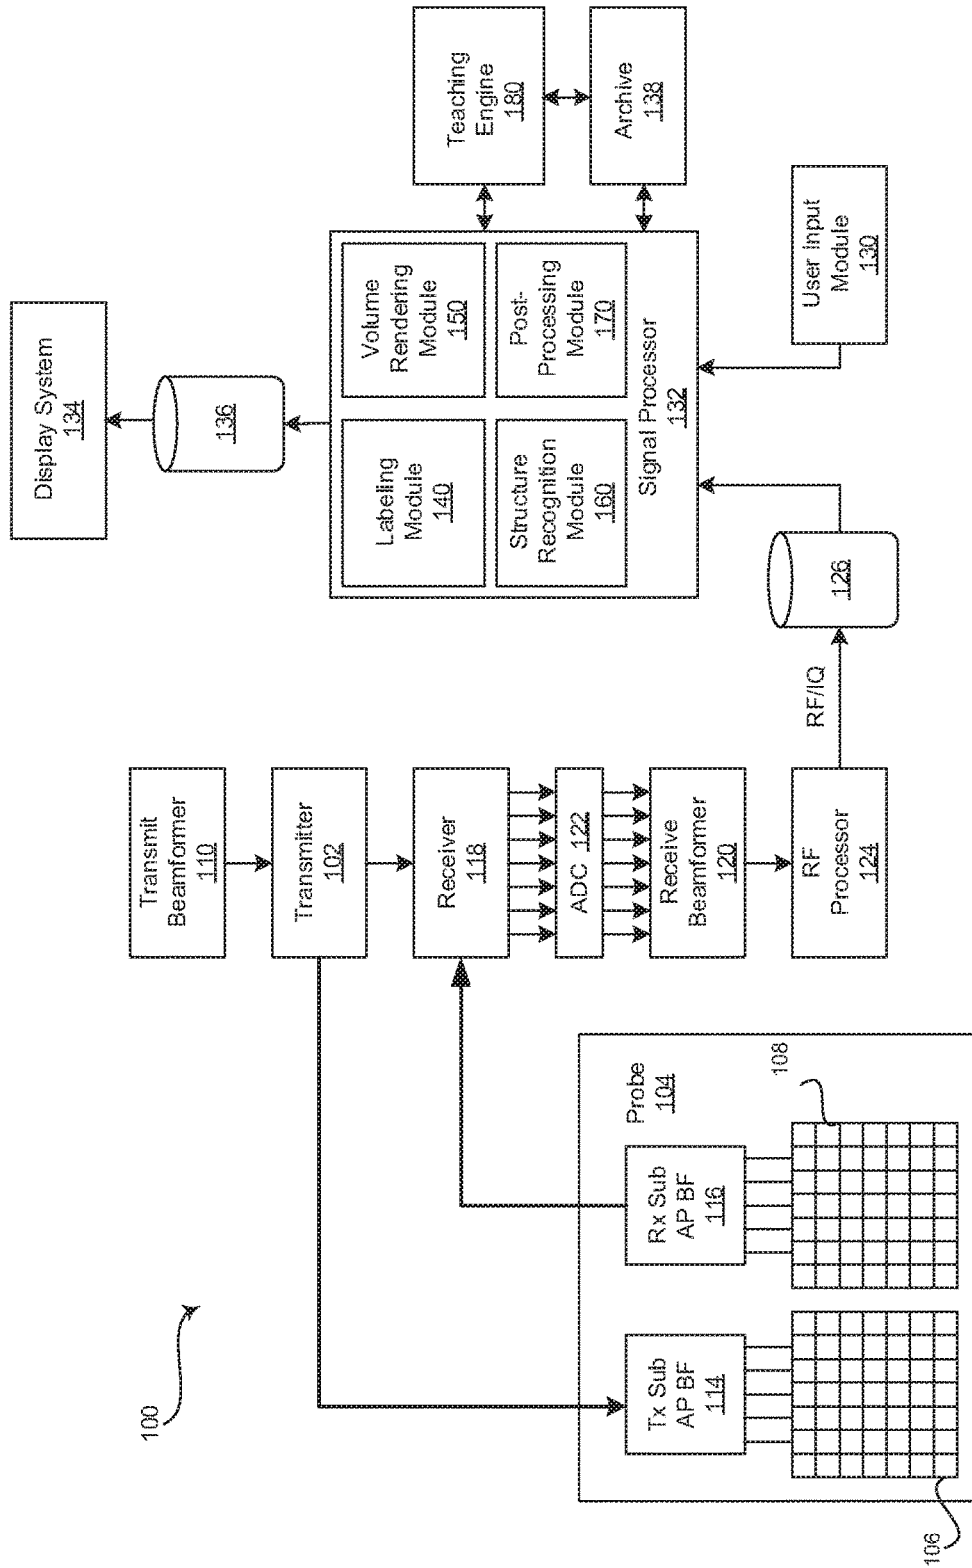 100
Transmit
Beamformer
110
Transmitter
102
Receiver
118
ADC 122
Receive
Beamformer
120
RF
Processor
124
RF/IQ
126
Probe
104
Tx Sub
AP BF
114
Rx Sub
AP BF
116
106
108
Display System
134
136
Labeling
Module
140
Volume
Rendering
Module
150
Structure
Recognition
Module
160
Post-
Processing
Module
170
Signal Processor
132
Teaching
Engine
180
Archive
138
User Input
Module
130